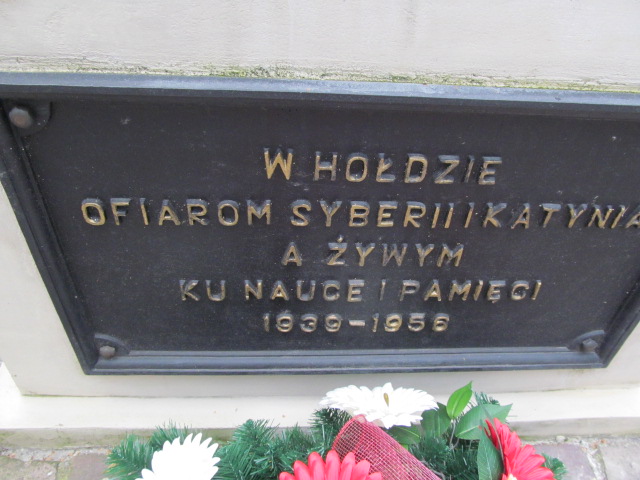 W HOŁDZIE
OFIAROM SYBERII I KATYNIA
A ŻYWYM
KU NAUCE I PAMIĘCI
1939-1956